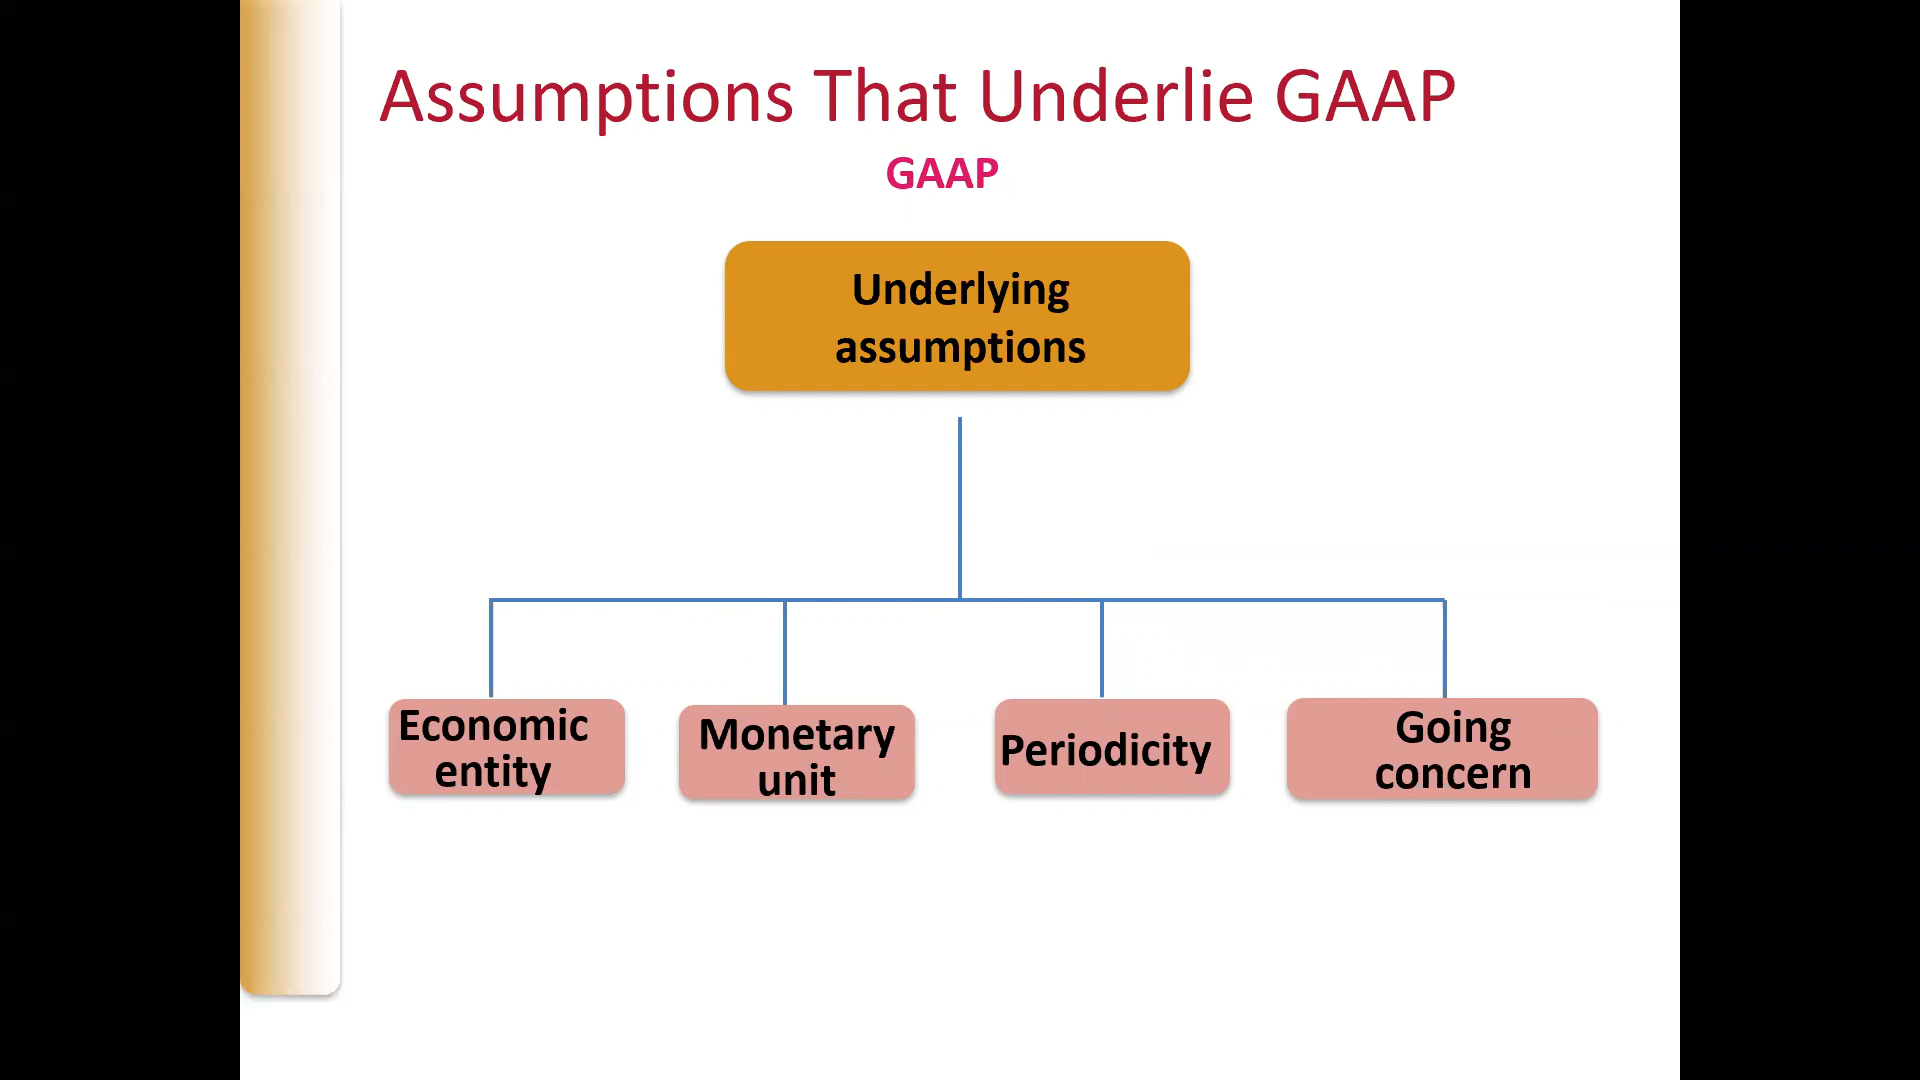 Assumptions That Underlie GAAP
GAAP
Underlying
assumptions
Economic
entity
Monetary
unit
Periodicity
Going
concern